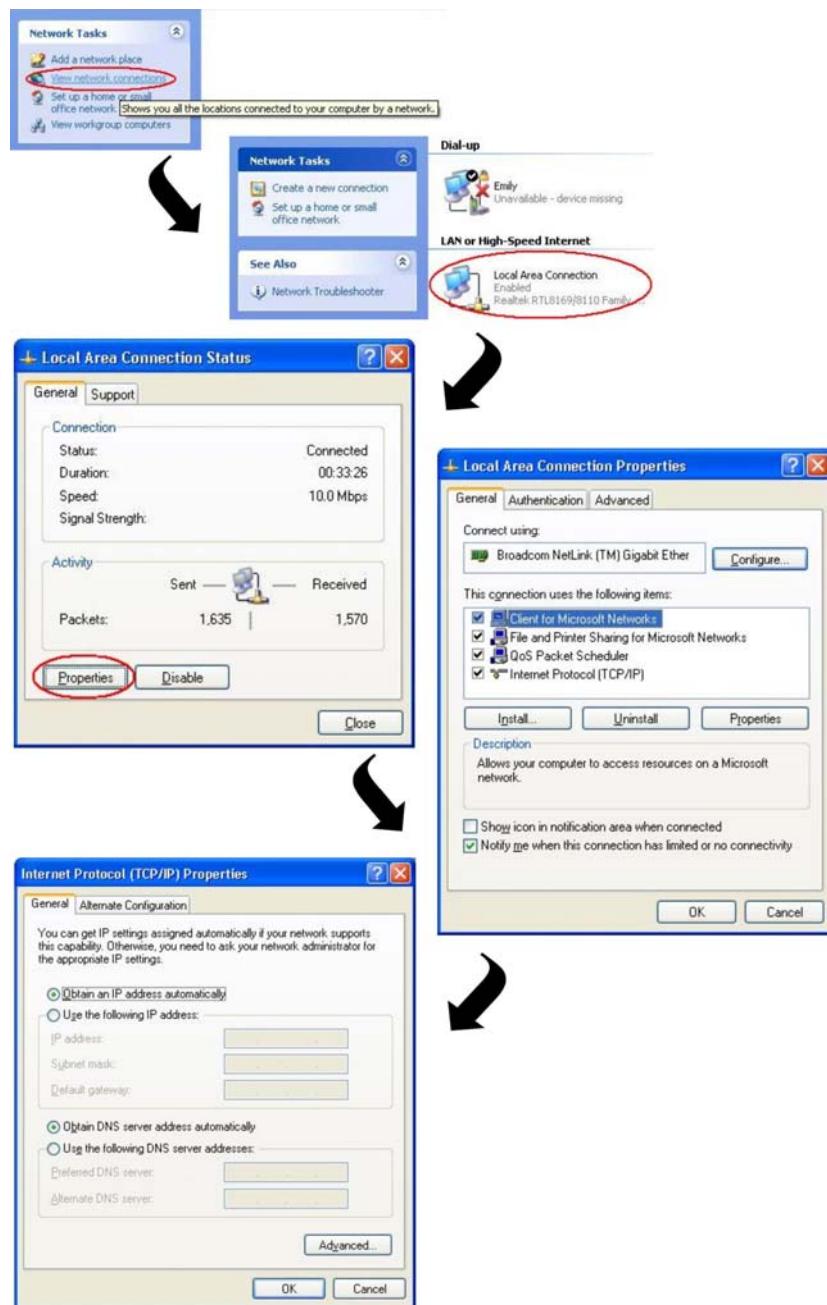 Network Tasks
Add a network place
View network connections
Set up a home or small
office network
Shows you all the locations connected to your computer by a network.
View workgroup computers
Network Tasks
Create a new connection
Set up a home or small
office network
See Also
Network Troubleshooter
Dial-up
Emily
Unavailable - device missing
LAN or High-Speed Internet
Local Area Connection
Enabled
Realtek RTL8169/8110 Family ...
Local Area Connection Status
General Support
Connection
Status: Connected
Duration: 00:33:26
Speed: 10.0 Mbps
Signal Strength:
Activity
Sent Received
Packets: 1,635 1,570
Properties Disable
Close
Local Area Connection Properties
General Authentication Advanced
Connect using:
Broadcom NetLink (TM) Gigabit Ether Configure...
This connection uses the following items:
Client for Microsoft Networks
File and Printer Sharing for Microsoft Networks
QoS Packet Scheduler
Internet Protocol (TCP/IP)
Install... Uninstall Properties
Description
Allows your computer to access resources on a Microsoft
network.
Show icon in notification area when connected
Notify me when this connection has limited or no connectivity
OK Cancel
Internet Protocol (TCP/IP) Properties
General Alternate Configuration
You can get IP settings assigned automatically if your network supports
this capability. Otherwise, you need to ask your network administrator for
the appropriate IP settings.
Obtain an IP address automatically
Use the following IP address:
IP address:
Subnet mask:
Default gateway:
Obtain DNS server address automatically
Use the following DNS server addresses:
Preferred DNS server:
Alternate DNS server:
Advanced...
OK Cancel